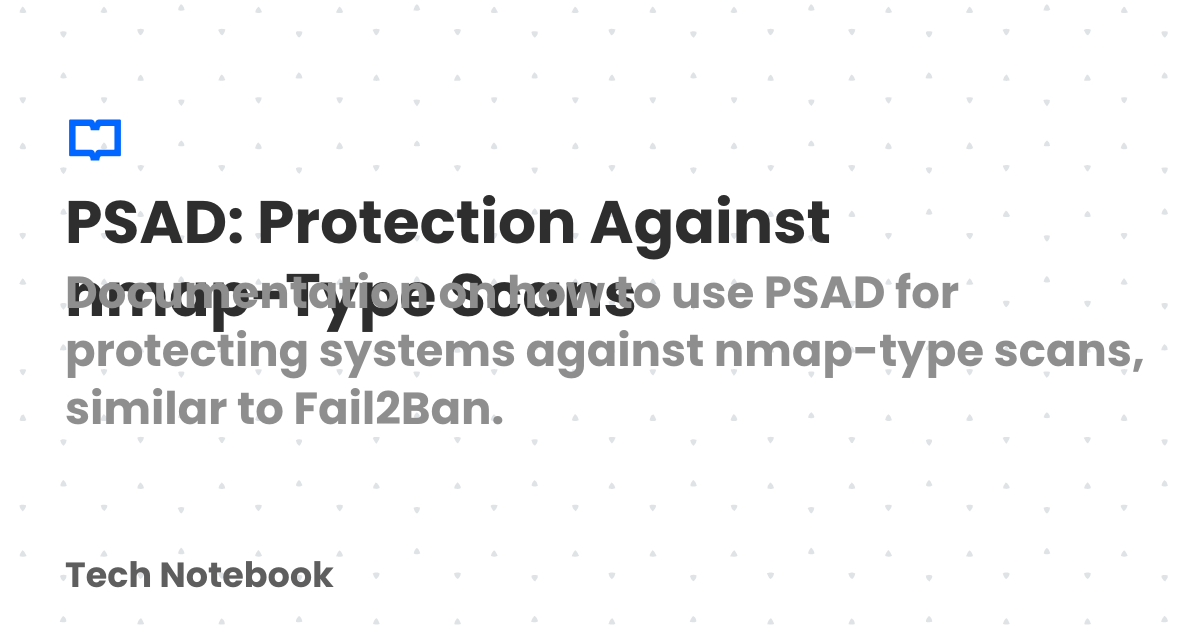 PSAD: Protection Against
nmap-Type Scans
Documentation on how to use PSAD for
protecting systems against nmap-type scans,
similar to Fail2Ban.
Tech Notebook